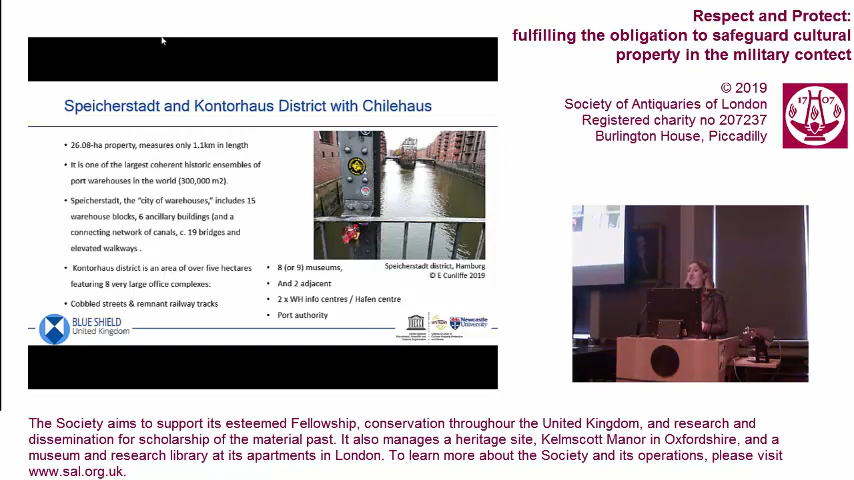 Respect and Protect:
fulfilling the obligation to safeguard cultural
property in the military contect
© 2019
Society of Antiquaries of London
Registered charity no 207237
Burlington House, Piccadilly
17 07
Speicherstadt and Kontorhaus District with Chilehaus
• 26.08-ha property, measures only 1.1km in length
• It is one of the largest coherent historic ensembles of
port warehouses in the world (300,000 m2).
• Speicherstadt, the “city of warehouses,” includes 15
warehouse blocks, 6 ancillary buildings (and a
connecting network of canals, c. 19 bridges and
elevated walkways .
• Kontorhaus district is an area of over five hectares
featuring 8 very large office complexes:
• Cobbled streets & remnant railway tracks
Speicherstadt district, Hamburg
© E Cunliffe 2019
• 8 (or 9) museums,
• And 2 adjacent
• 2 x WH info centres / Hafen centre
• Port authority
BLUE SHIELD
United Kingdom
Newcastle
University
The Society aims to support its esteemed Fellowship, conservation throughour the United Kingdom, and research and
dissemination for scholarship of the material past. It also manages a heritage site, Kelmscott Manor in Oxfordshire, and a
museum and research library at its apartments in London. To learn more about the Society and its operations, please visit
www.sal.org.uk.